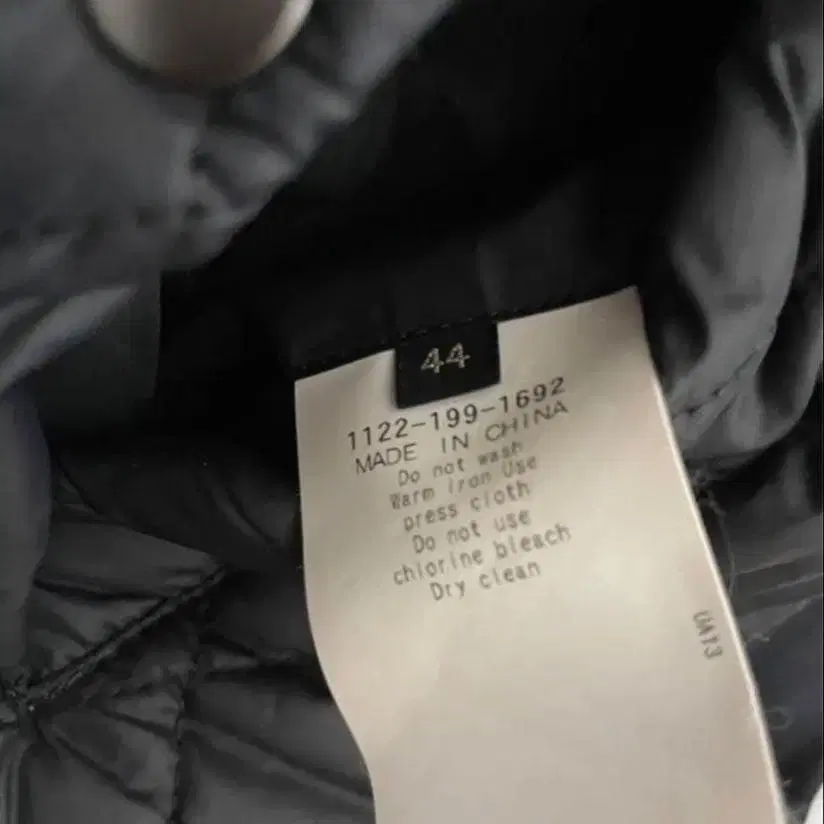 44
1122-199-1692
MADE IN CHINA
Do not wash
Warm iron Use
press cloth
Do not use
chlorine bleach
Dry clean
UA13